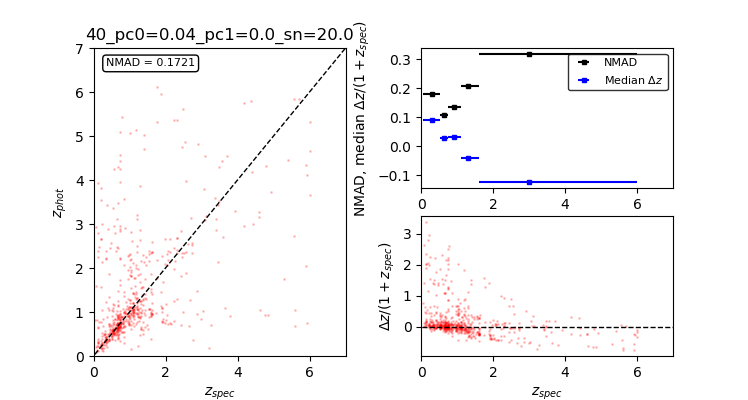 40_pc0=0.04_pc1=0.0_sn=20.0
NMAD = 0.1721
7
6
5
4
3
2
1
0
z_phot
0 2 4 6
z_spec
NMAD, median Δz/(1 + z_spec)
0.3
0.2
0.1
0.0
−0.1
NMAD
Median Δz
0 2 4 6
Δz/(1 + z_spec)
3
2
1
0
0 2 4 6
z_spec